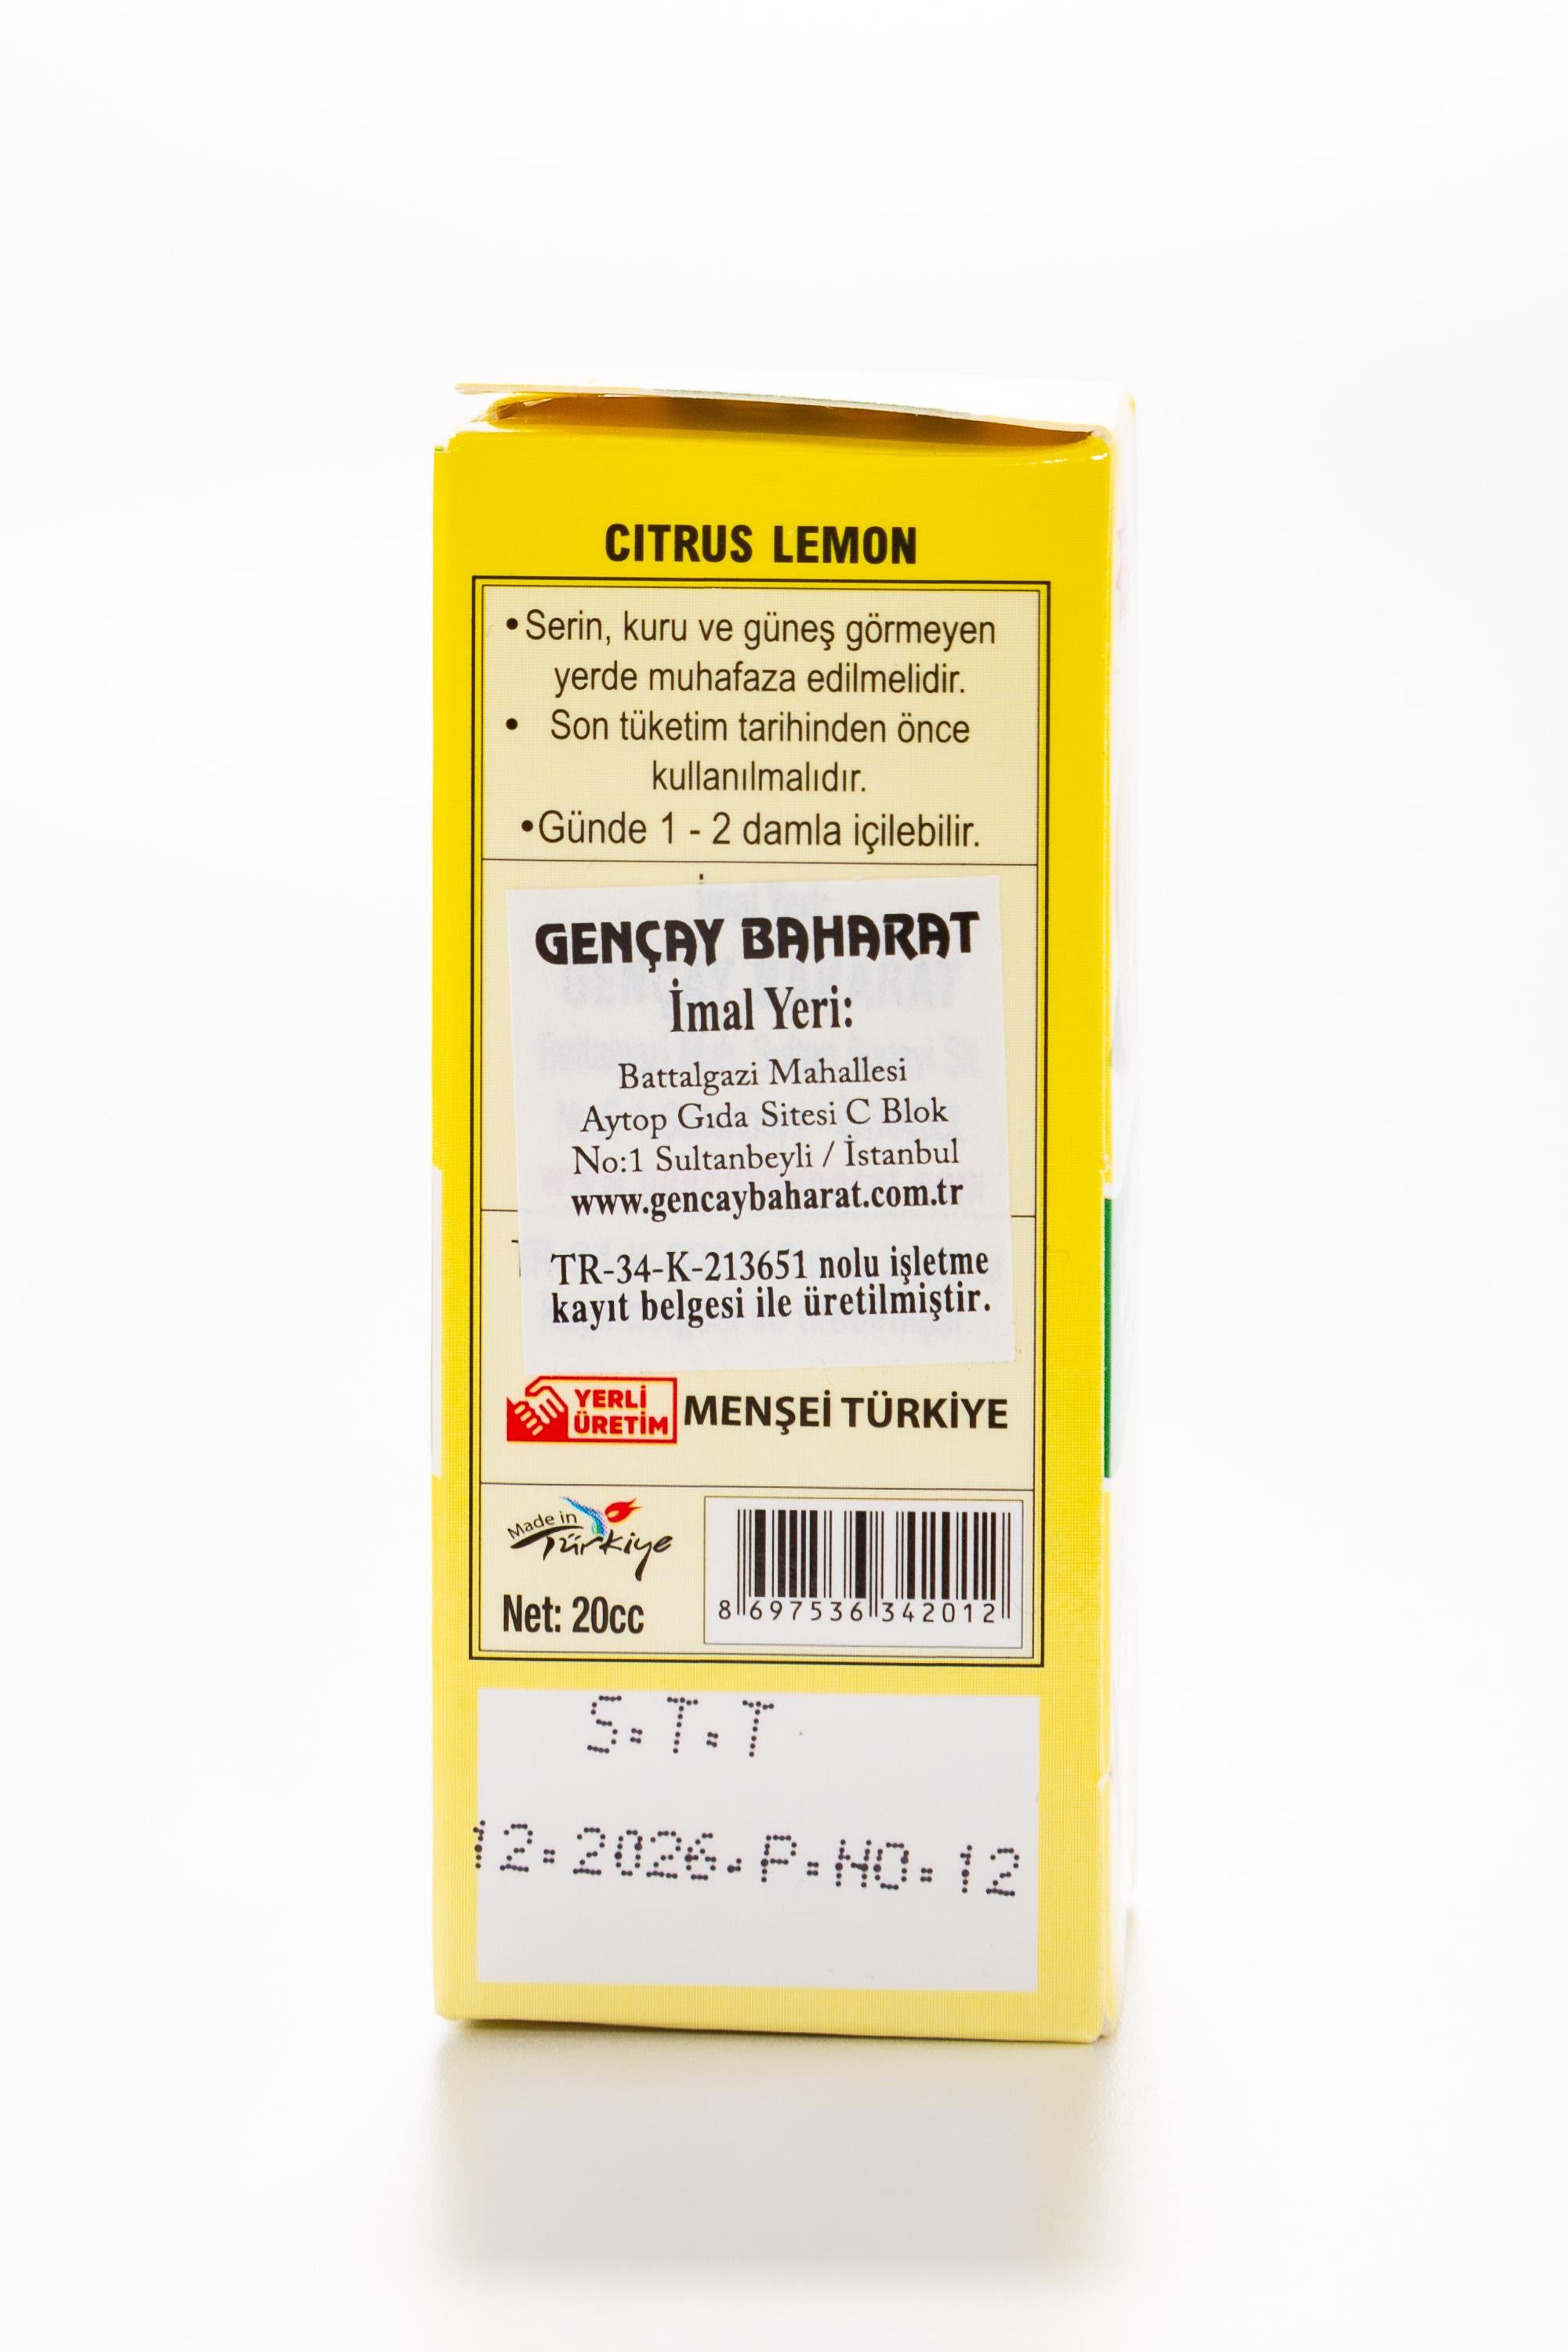 CITRUS LEMON
•Serin, kuru ve güneş görmeyen
yerde muhafaza edilmelidir.
• Son tüketim tarihinden önce
kullanılmalıdır.
•Günde 1 - 2 damla içilebilir.
GENÇAY BAHARAT
İmal Yeri:
Battalgazi Mahallesi
Aytop Gıda Sitesi C Blok
No:1 Sultanbeyli / İstanbul
www.gencaybaharat.com.tr
TR-34-K-213651 nolu işletme
kayıt belgesi ile üretilmiştir.
YERLİ
ÜRETİM
MENŞEİ TÜRKİYE
Made in
Türkiye
Net: 20cc
8 697536 342012
S.T.T
12.2026.P.NO.12